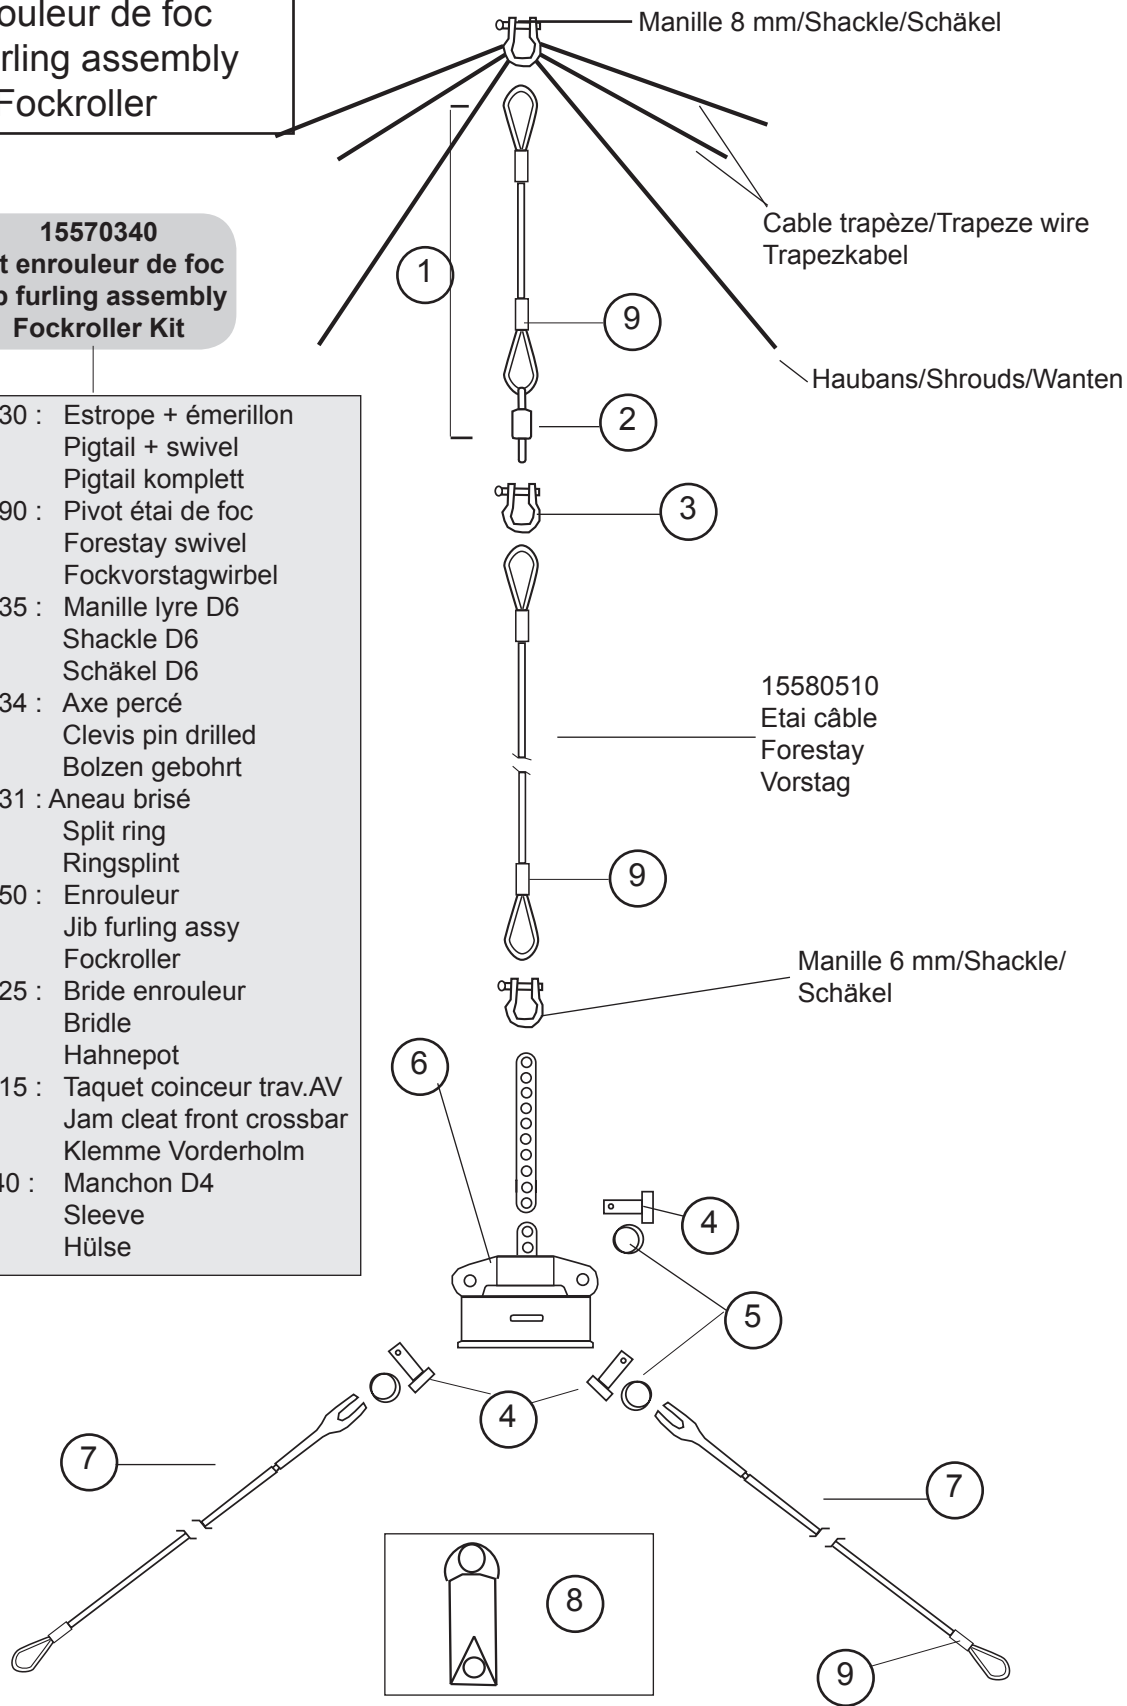 ouleur de foc
rling assembly
Fockroller
Manille 8 mm/Shackle/Schäkel
Cable trapèze/Trapeze wire
Trapezkabel
15570340
t enrouleur de foc
furling assembly
Fockroller Kit
1
9
Haubans/Shrouds/Wanten
2
3
30 : Estrope + émerillon
Pigtail + swivel
Pigtail komplett
90 : Pivot étai de foc
Forestay swivel
Fockvorstagwirbel
35 : Manille lyre D6
Shackle D6
Schäkel D6
34 : Axe percé
Clevis pin drilled
Bolzen gebohrt
31 : Aneau brisé
Split ring
Ringsplint
50 : Enrouleur
Jib furling assy
Fockroller
25 : Bride enrouleur
Bridle
Hahnepot
15 : Taquet coinceur trav.AV
Jam cleat front crossbar
Klemme Vorderholm
40 : Manchon D4
Sleeve
Hülse
15580510
Etai câble
Forestay
Vorstag
9
Manille 6 mm/Shackle/
Schäkel
6
4
5
4
7
7
8
9